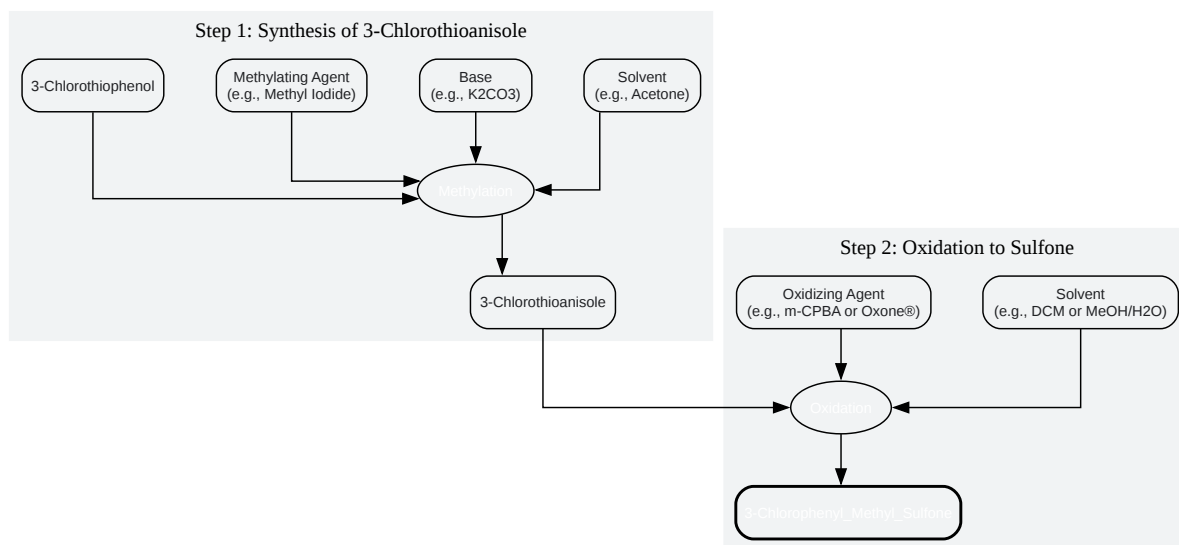 Step 1: Synthesis of 3-Chlorothioanisole
3-Chlorothiophenol
Methylating Agent
(e.g., Methyl Iodide)
Base
(e.g., K2CO3)
Solvent
(e.g., Acetone)
Methylation
3-Chlorothioanisole
Step 2: Oxidation to Sulfone
Oxidizing Agent
(e.g., m-CPBA or Oxone®)
Solvent
(e.g., DCM or MeOH/H2O)
Oxidation
3-Chlorophenyl_Methyl_Sulfone